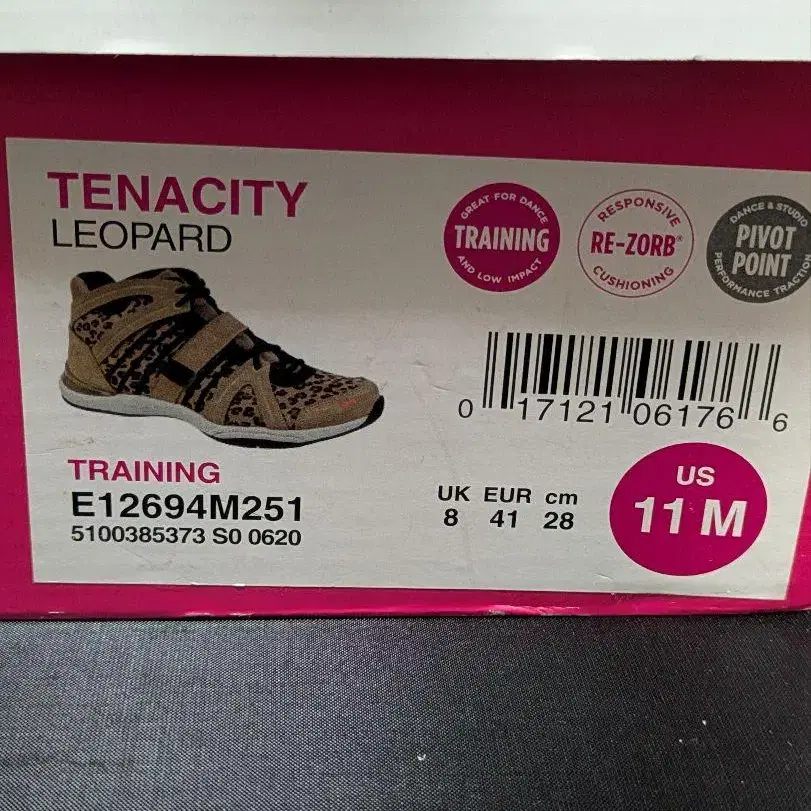 TENACITY
LEOPARD
GREAT FOR DANCE
TRAINING
AND LOW IMPACT
RESPONSIVE
RE-ZORB®
CUSHIONING
DANCE & STUDIO
PIVOT
POINT
PERFORMANCE TRACTION
0 17121 06176 6
TRAINING
E12694M251
5100385373 S0 0620
UK EUR cm
8 41 28
US
11 M